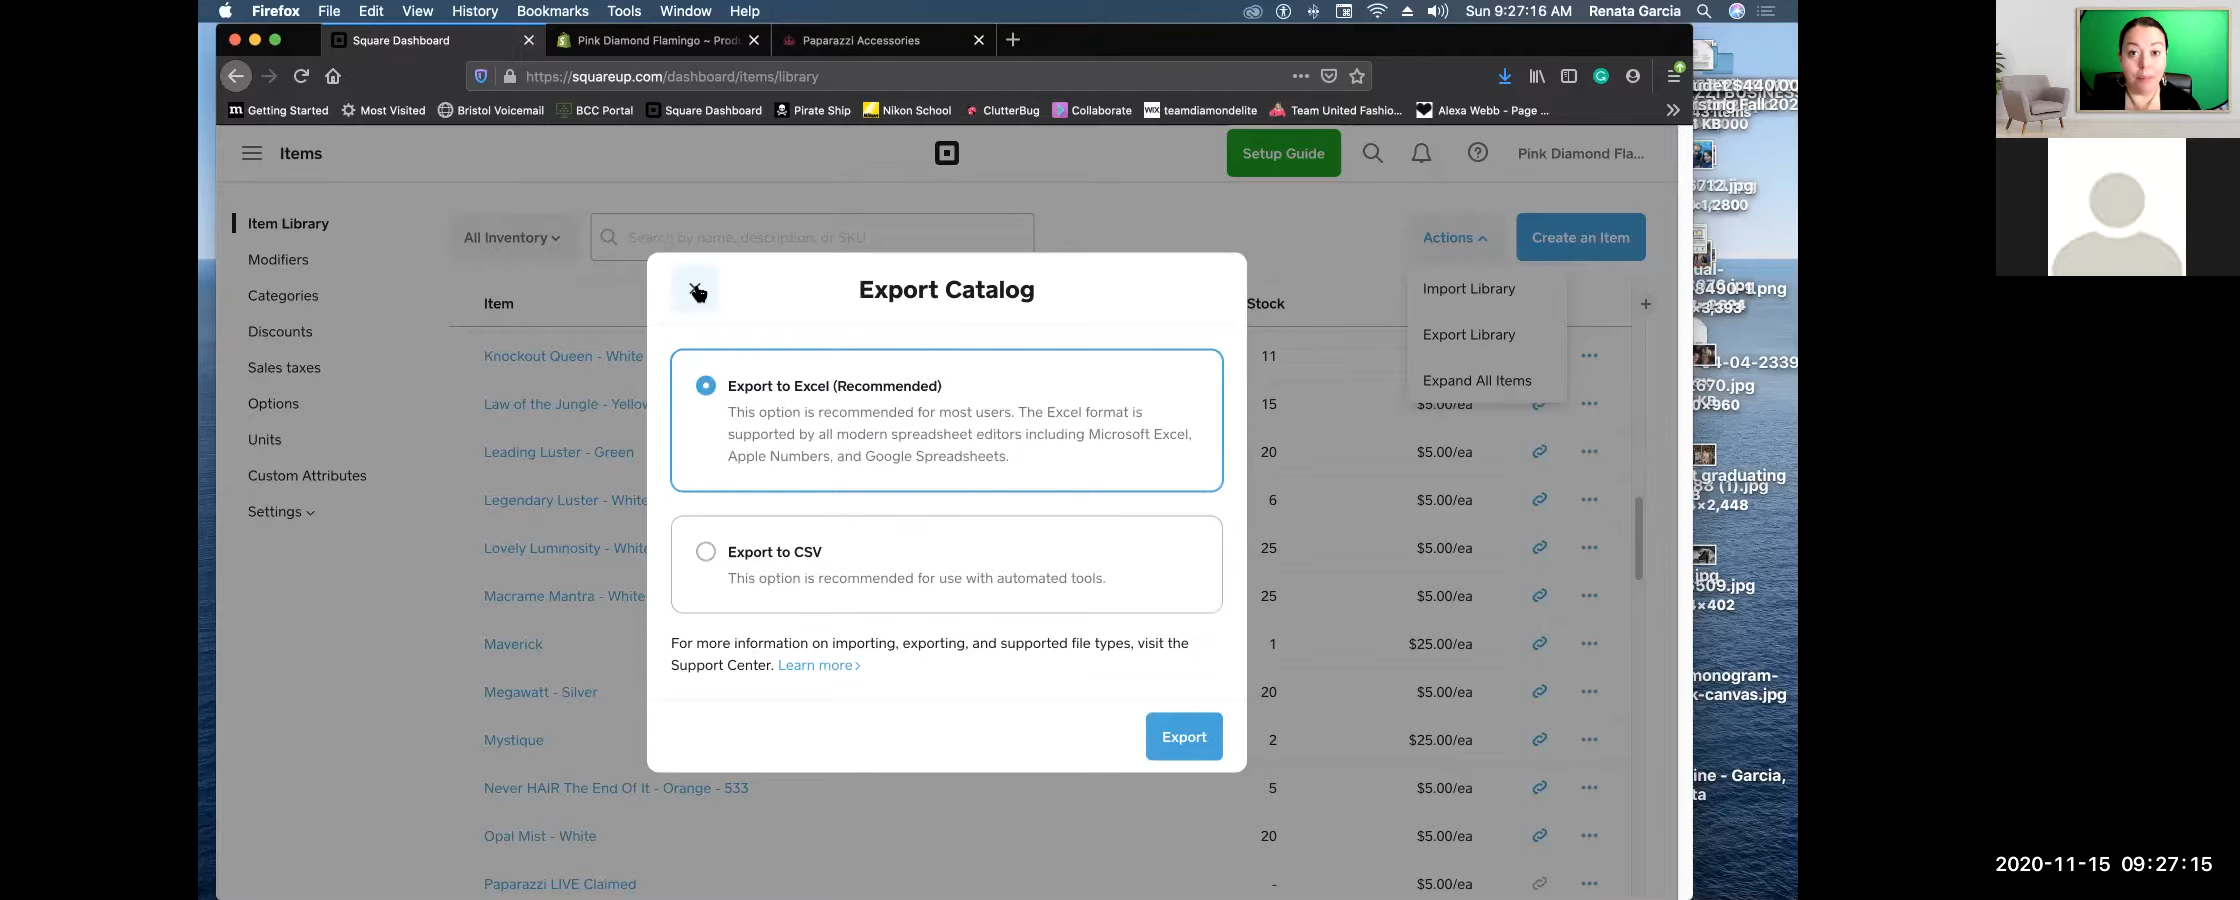 Firefox File Edit View History Bookmarks Tools Window Help Sun 9:27:16 AM Renata Garcia
Square Dashboard Pink Diamond Flamingo ~ Prod Paparazzi Accessories
https://squareup.com/dashboard/items/library
Getting Started Most Visited Bristol Voicemail BCC Portal Square Dashboard Pirate Ship Nikon School ClutterBug Collaborate teamdiamondelite Team United Fashio... Alexa Webb - Page ...
Items Setup Guide Pink Diamond Fla...
Item Library
Modifiers
Categories
Discounts
Sales taxes
Options
Units
Custom Attributes
Settings
All Inventory Search by name, description, or SKU Actions Create an Item
Import Library
Export Library
Expand All Items
Item Stock
Knockout Queen - White 11
Law of the Jungle - Yellow 15 $5.00/ea
Leading Luster - Green 20 $5.00/ea
Legendary Luster - White 6 $5.00/ea
Lovely Luminosity - White 25 $5.00/ea
Macrame Mantra - White 25 $5.00/ea
Maverick 1 $25.00/ea
Megawatt - Silver 20 $5.00/ea
Mystique 2 $25.00/ea
Never HAIR The End Of It - Orange - 533 5 $5.00/ea
Opal Mist - White 20 $5.00/ea
Paparazzi LIVE Claimed - $5.00/ea
Export Catalog
Export to Excel (Recommended)
This option is recommended for most users. The Excel format is
supported by all modern spreadsheet editors including Microsoft Excel,
Apple Numbers, and Google Spreadsheets.
Export to CSV
This option is recommended for use with automated tools.
For more information on importing, exporting, and supported file types, visit the
Support Center. Learn more
Export
t graduating
monogram-
x-canvas.jpg
ine - Garcia,
ta
2020-11-15 09:27:15